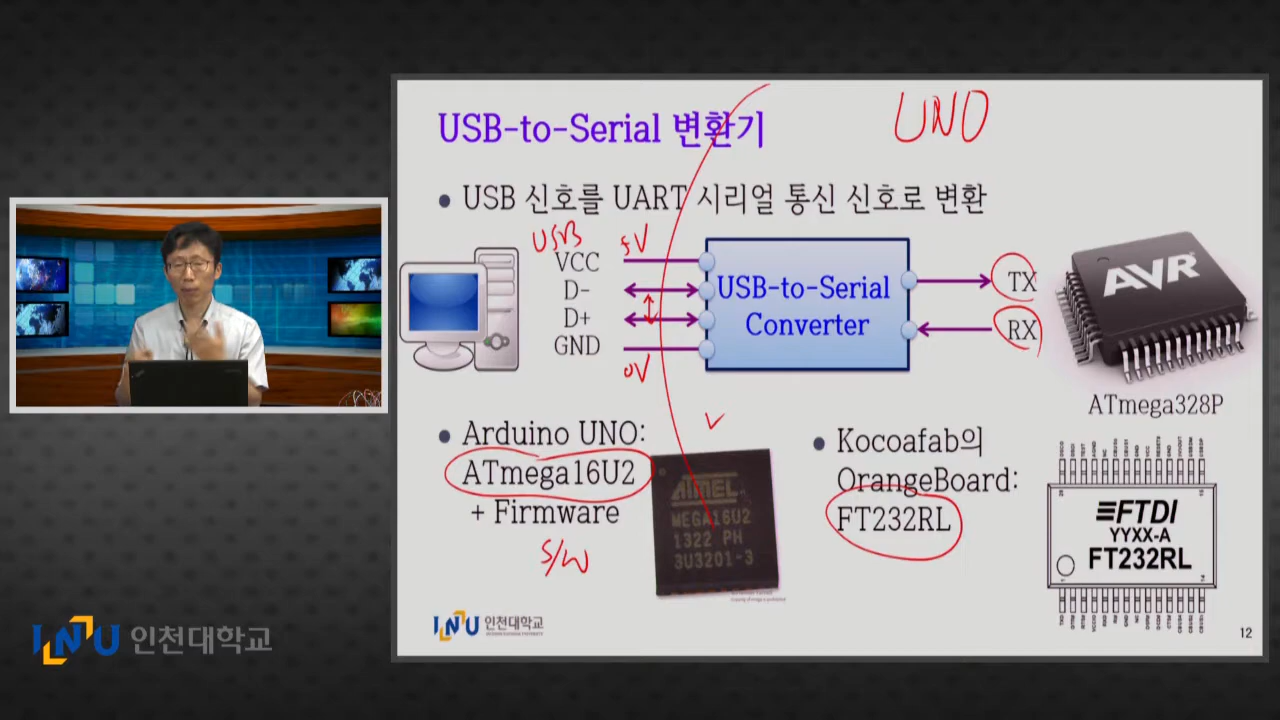 USB-to-Serial 변환기
UNO
USB 신호를 UART 시리얼 통신 신호로 변환
USB
5V
VCC
D-
D+
GND
0V
USB-to-Serial
Converter
TX
RX
AVR
ATmega328P
Arduino UNO:
ATmega16U2
+ Firmware
S/W
ATMEL
MEGA16U2
1322 PH
3U3201-3
Kocoafab의
OrangeBoard:
FT232RL
FTDI
YYXX-A
FT232RL
INU 인천대학교
12
INU 인천대학교